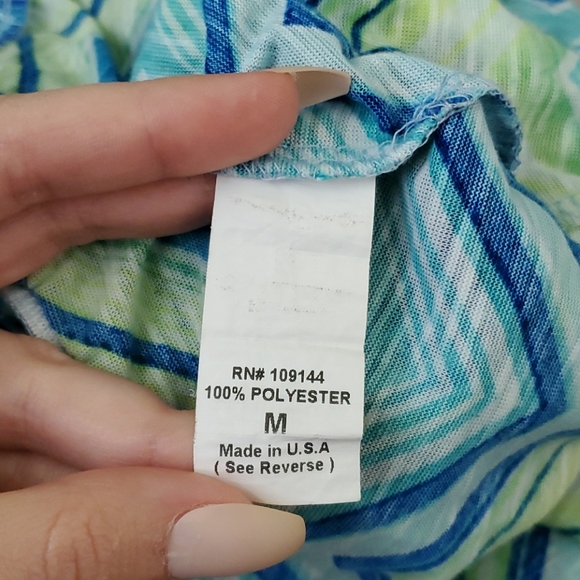 RN# 109144
100% POLYESTER
M
Made in U.S.A
( See Reverse )